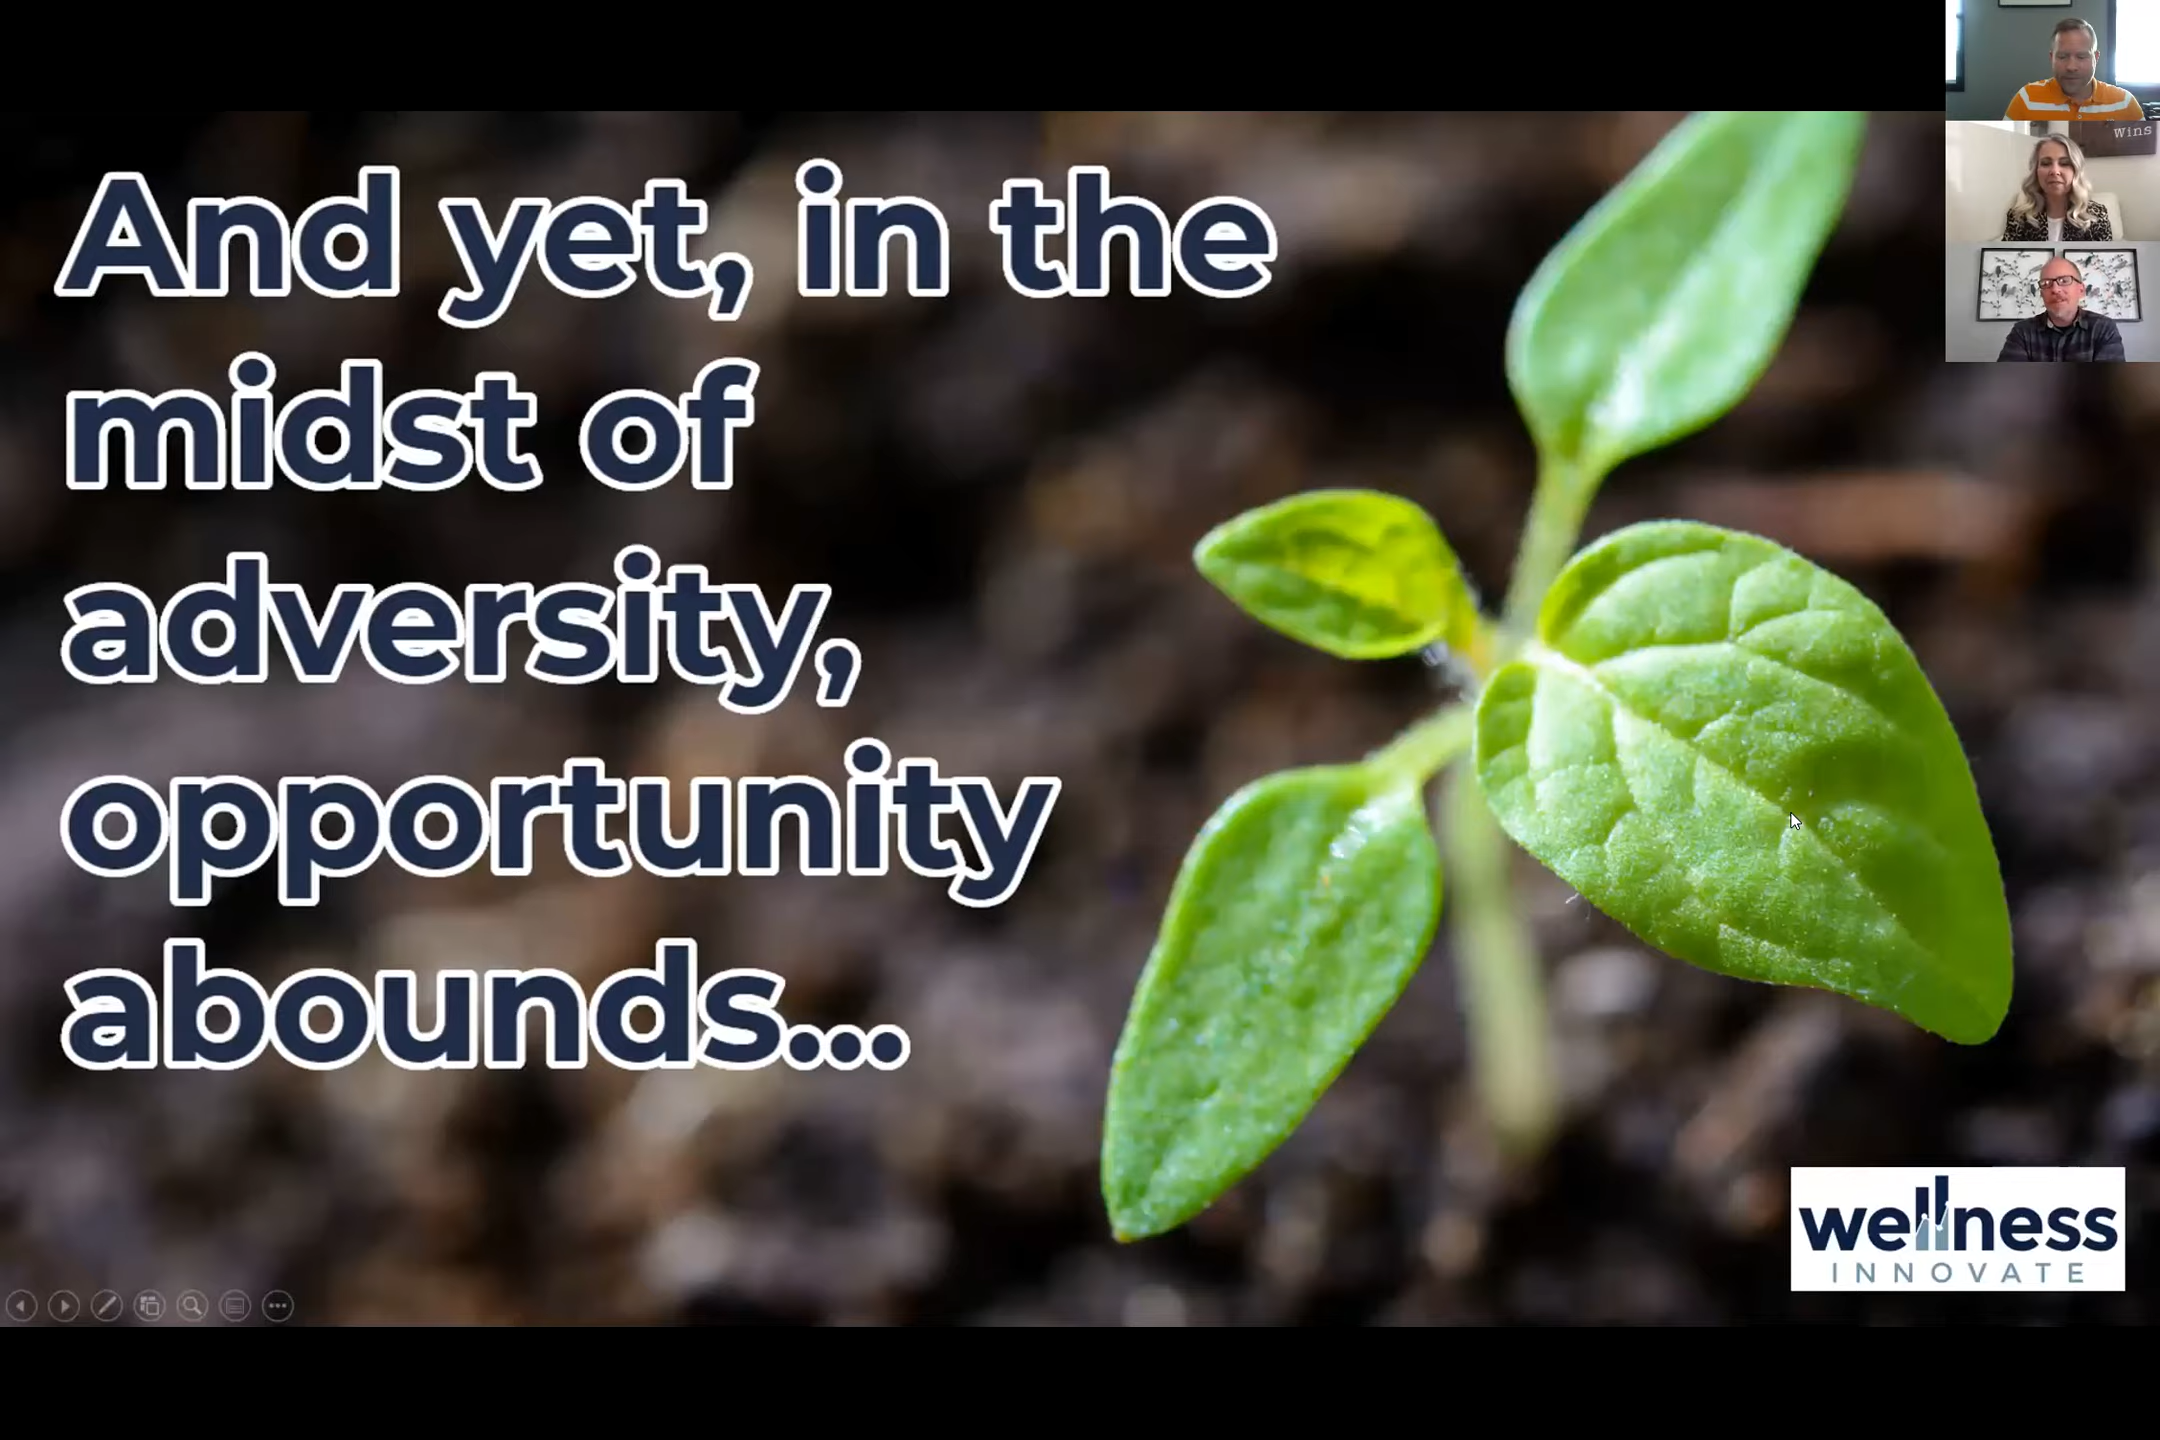 And yet, in the
midst of
adversity,
opportunity
abounds...
Wins
wellness
INNOVATE